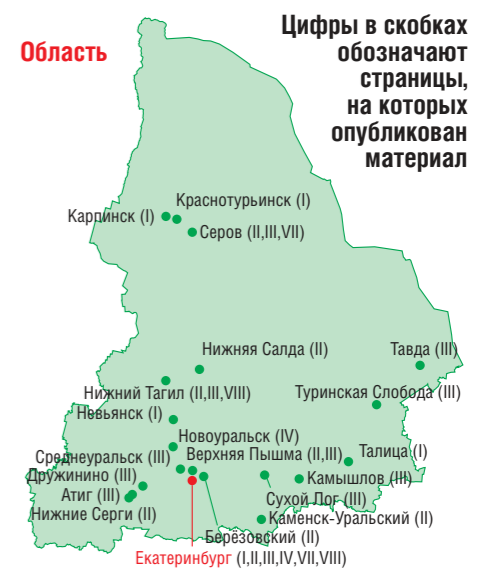 Область
Цифры в скобках
обозначают
страницы,
на которых
опубликован
материал
Краснотурьинск (I)
Карпинск (I)
Серов (II,III,VII)
Нижняя Салда (II)
Тавда (III)
Нижний Тагил (II,III,VIII)
Туринская Слобода (III)
Невьянск (I)
Новоуральск (IV)
Среднеуральск (III)
Верхняя Пышма (II,III)
Талица (I)
Дружинино (III)
Камышлов (III)
Атиг (III)
Сухой Лог (III)
Нижние Серги (II)
Каменск-Уральский (II)
Берёзовский (II)
Екатеринбург (I,II,III,IV,VII,VIII)